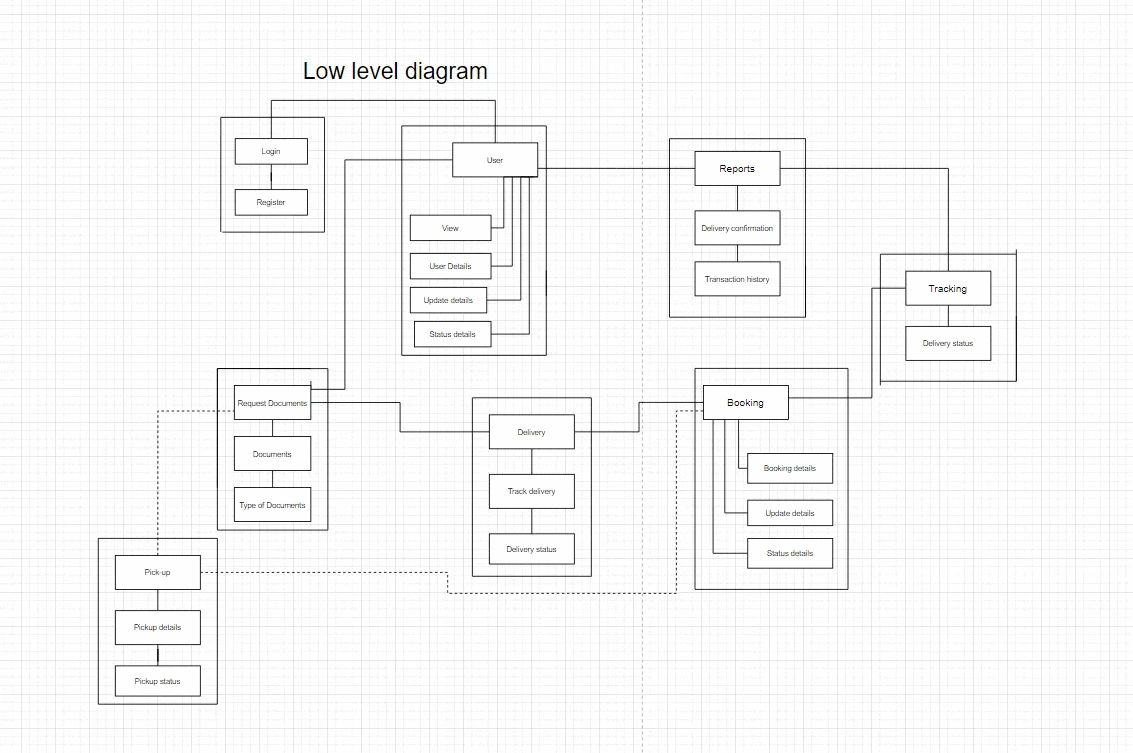 Low level diagram
Login
Register
User
View
User Details
Update details
Status details
Reports
Delivery confirmation
Transaction history
Tracking
Delivery status
Request Documents
Documents
Type of Documents
Delivery
Track delivery
Delivery status
Booking
Booking details
Update details
Status details
Pick-up
Pickup details
Pickup status